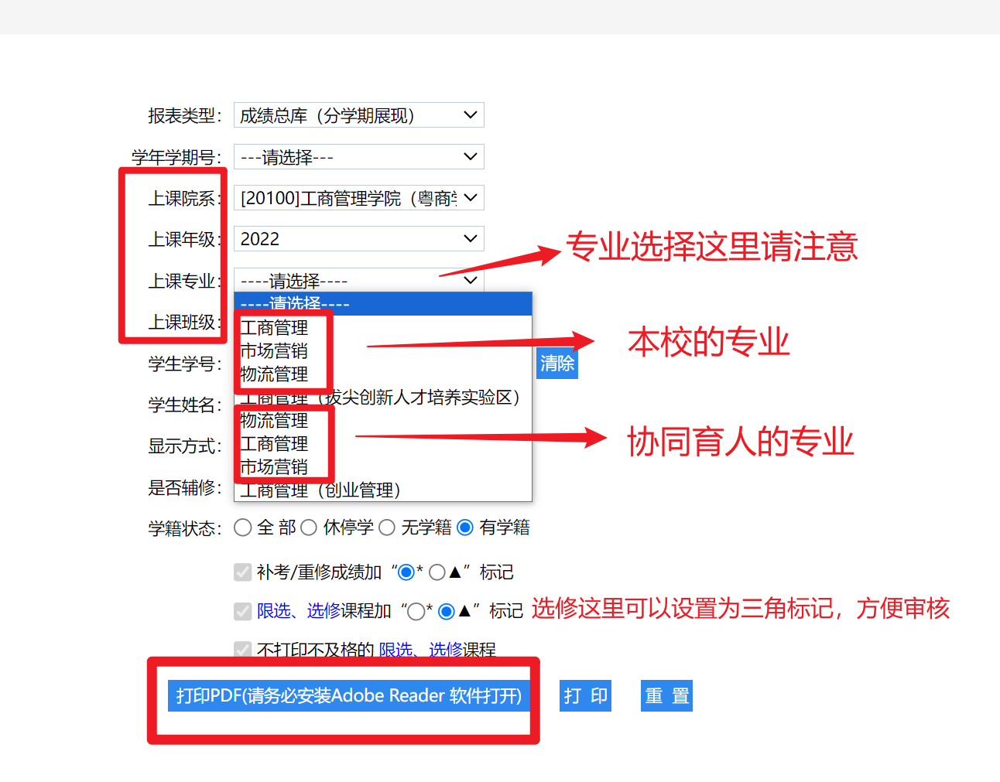 报表类型： 成绩总库（分学期展现）
学年学期号： ---请选择---
上课院系： [20100]工商管理学院（粤商学
上课年级： 2022
专业选择这里请注意
上课专业： ----请选择----
----请选择----
上课班级： 工商管理
本校的专业
市场营销
学生学号： 物流管理 清除
工商管理（拔尖创新人才培养实验区）
学生姓名：
物流管理
显示方式： 工商管理
协同育人的专业
市场营销
是否辅修： 工商管理（创业管理）
学籍状态： 全 部 休停学 无学籍 有学籍
补考/重修成绩加 “ * ▲” 标记
限选、选修课程加 “ * ▲” 标记 选修这里可以设置为三角标记，方便审核
不打印不及格的 限选、选修课程
打印PDF(请务必安装Adobe Reader 软件打开) 打 印 重 置